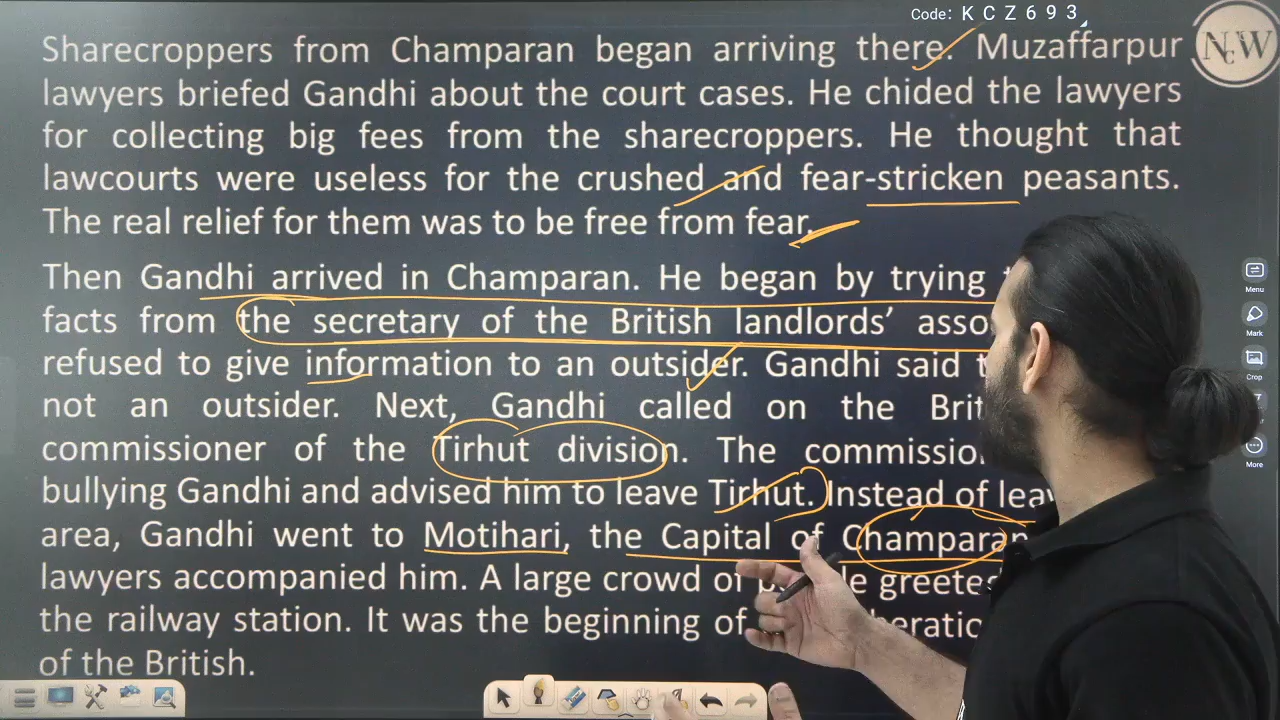 Code: K C Z 6 9 3
NCW
Sharecroppers from Champaran began arriving there. Muzaffarpur
lawyers briefed Gandhi about the court cases. He chided the lawyers
for collecting big fees from the sharecroppers. He thought that
lawcourts were useless for the crushed and fear-stricken peasants.
The real relief for them was to be free from fear.
Then Gandhi arrived in Champaran. He began by trying
facts from the secretary of the British landlords’
refused to give information to an outsider. Gandhi said
not an outsider. Next, Gandhi called on the
commissioner of the Tirhut division. The
bullying Gandhi and advised him to leave Tirhut. Instead of
area, Gandhi went to Motihari, the Capital of Champaran
lawyers accompanied him. A large crowd of greeted
the railway station. It was the beginning of
of the British.
Menu
Mark
Crop
More